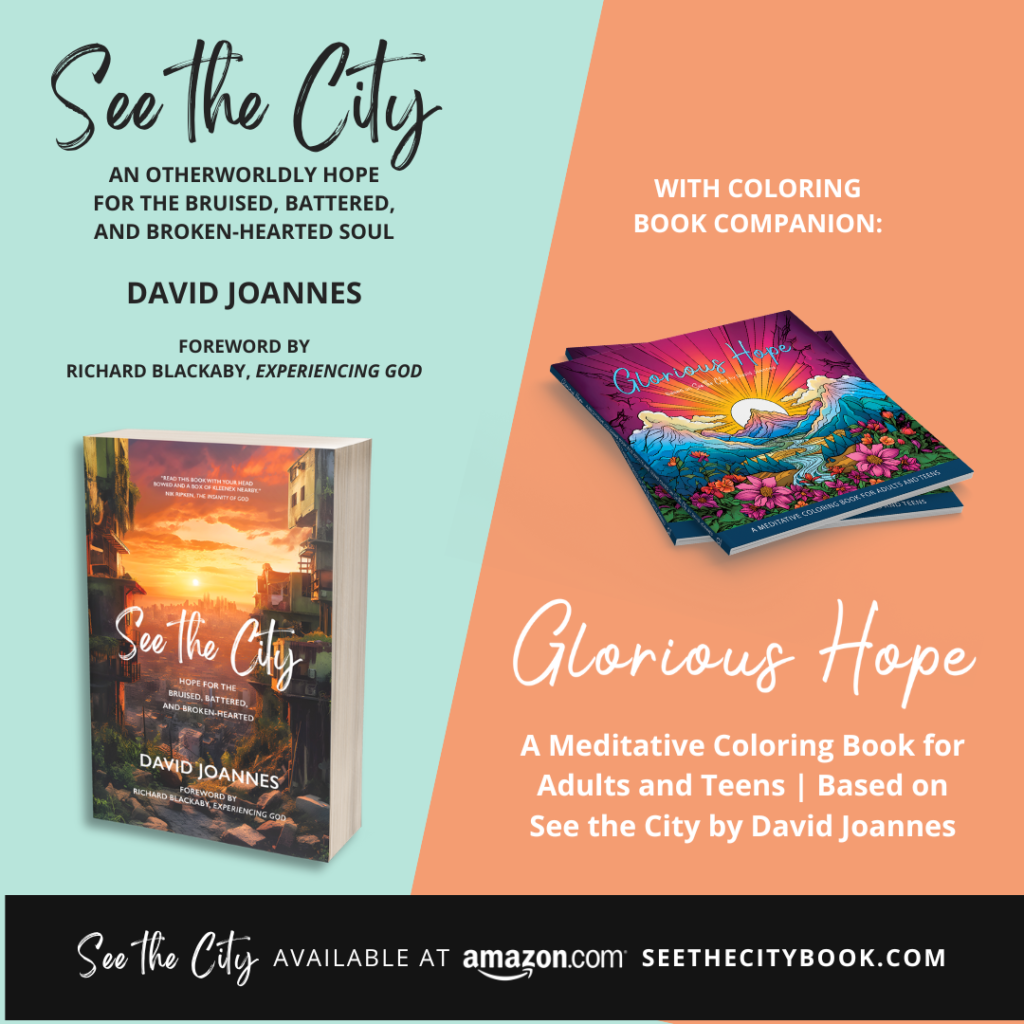 See the City
AN OTHERWORLDLY HOPE
FOR THE BRUISED, BATTERED,
AND BROKEN-HEARTED SOUL
DAVID JOANNES
FOREWORD BY
RICHARD BLACKABY, EXPERIENCING GOD
"READ THIS BOOK WITH YOUR HEAD
BOWED AND A BOX OF KLEENEX NEARBY."
NIK RIPKEN, THE INSANITY OF GOD
See the City
HOPE FOR THE
BRUISED, BATTERED,
AND BROKEN-HEARTED
DAVID JOANNES
FOREWORD BY
RICHARD BLACKABY, EXPERIENCING GOD
WITH COLORING
BOOK COMPANION:
Glorious Hope
A MEDITATIVE COLORING BOOK FOR ADULTS AND TEENS
AND TEENS
Glorious Hope
A Meditative Coloring Book for
Adults and Teens | Based on
See the City by David Joannes
See the City AVAILABLE AT amazon.com SEETHECITYBOOK.COM